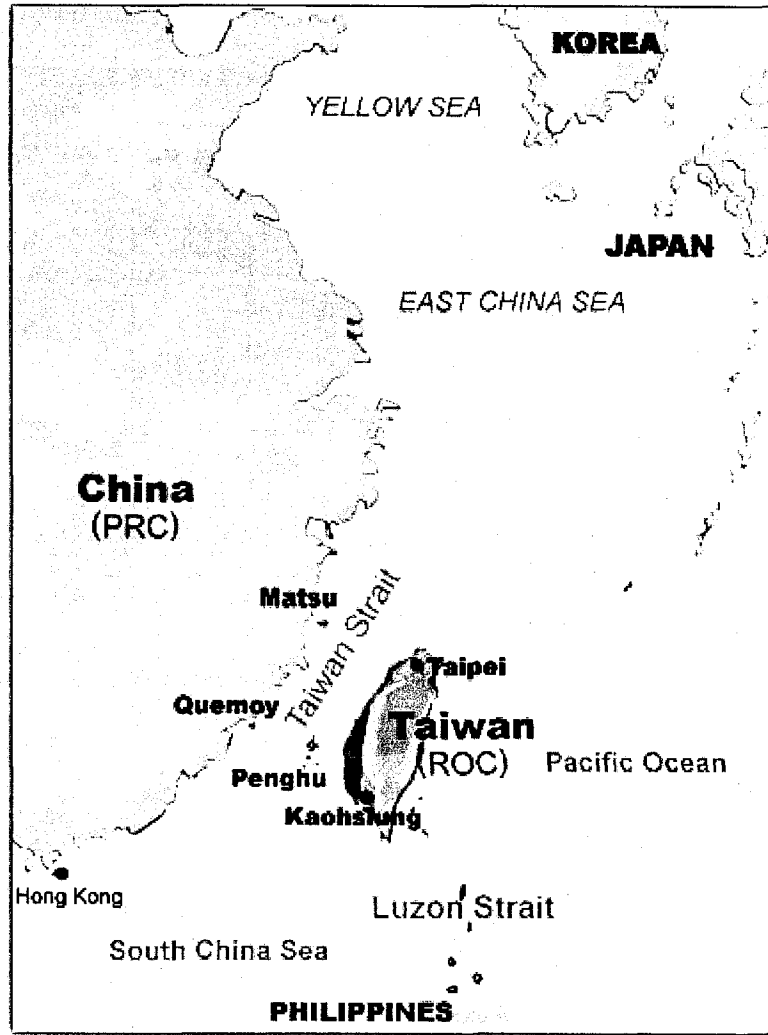 KOREA
YELLOW SEA
JAPAN
EAST CHINA SEA
China
(PRC)
Matsu
Taiwan Strait
Taipei
Quemoy
Taiwan
(ROC)
Pacific Ocean
Penghu
Kaohsiung
Hong Kong
Luzon Strait
South China Sea
PHILIPPINES